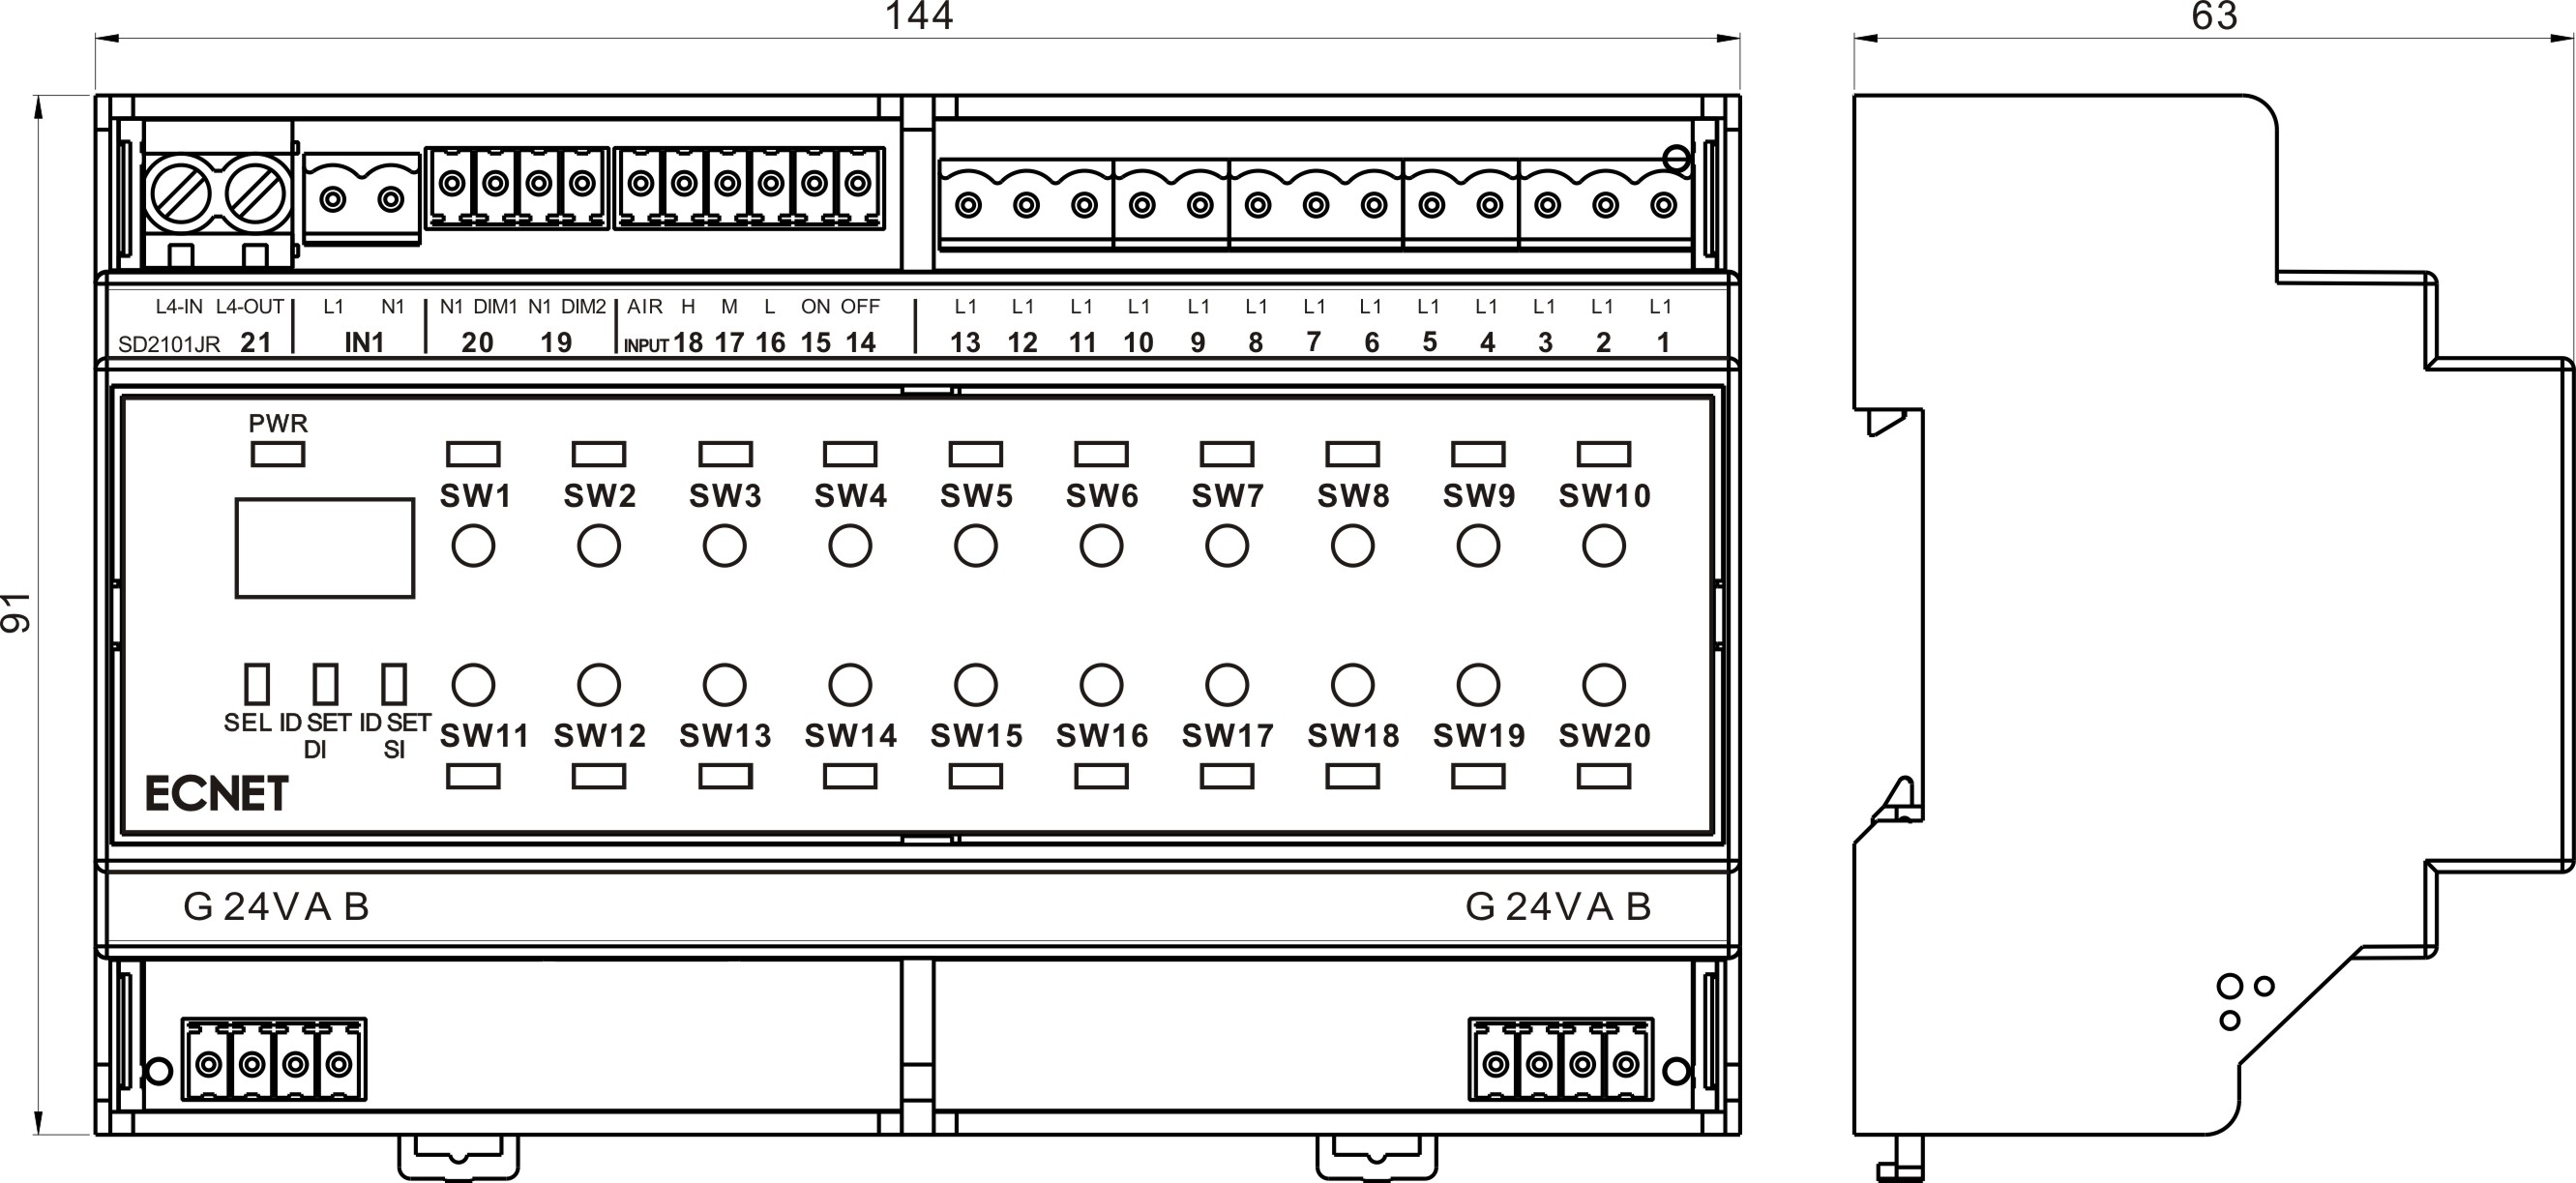 144
63
91
L4-IN L4-OUT L1 N1 N1 DIM1 N1 DIM2 AIR H M L ON OFF L1 L1 L1 L1 L1 L1 L1 L1 L1 L1 L1 L1 L1
SD2101JR 21 IN1 20 19 INPUT 18 17 16 15 14 13 12 11 10 9 8 7 6 5 4 3 2 1
PWR
SW1 SW2 SW3 SW4 SW5 SW6 SW7 SW8 SW9 SW10
SEL ID SET ID SET
DI SI
SW11 SW12 SW13 SW14 SW15 SW16 SW17 SW18 SW19 SW20
ECNET
G 24V A B G 24V A B